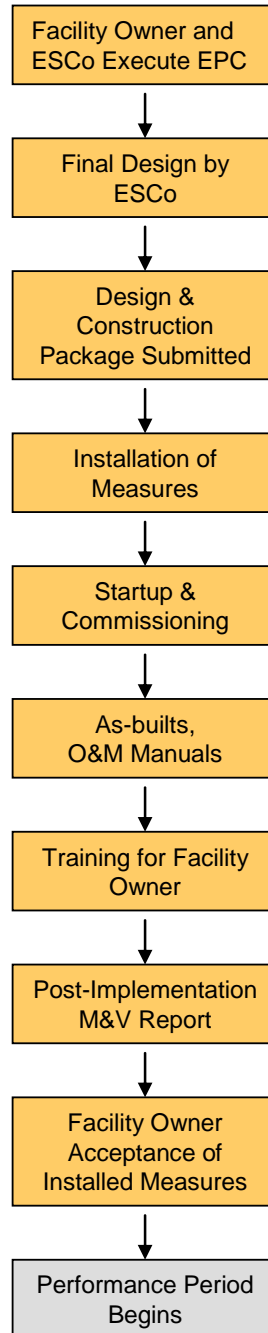 Facility Owner and
ESCo Execute EPC
Final Design by
ESCo
Design &
Construction
Package Submitted
Installation of
Measures
Startup &
Commissioning
As-builts,
O&M Manuals
Training for Facility
Owner
Post-Implementation
M&V Report
Facility Owner
Acceptance of
Installed Measures
Performance Period
Begins